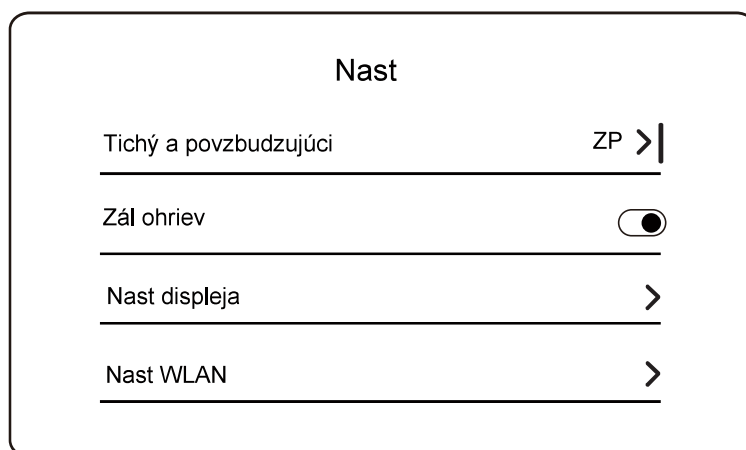 Nast
Tichý a povzbudzujúci ZP
Zál ohriev
Nast displeja
Nast WLAN